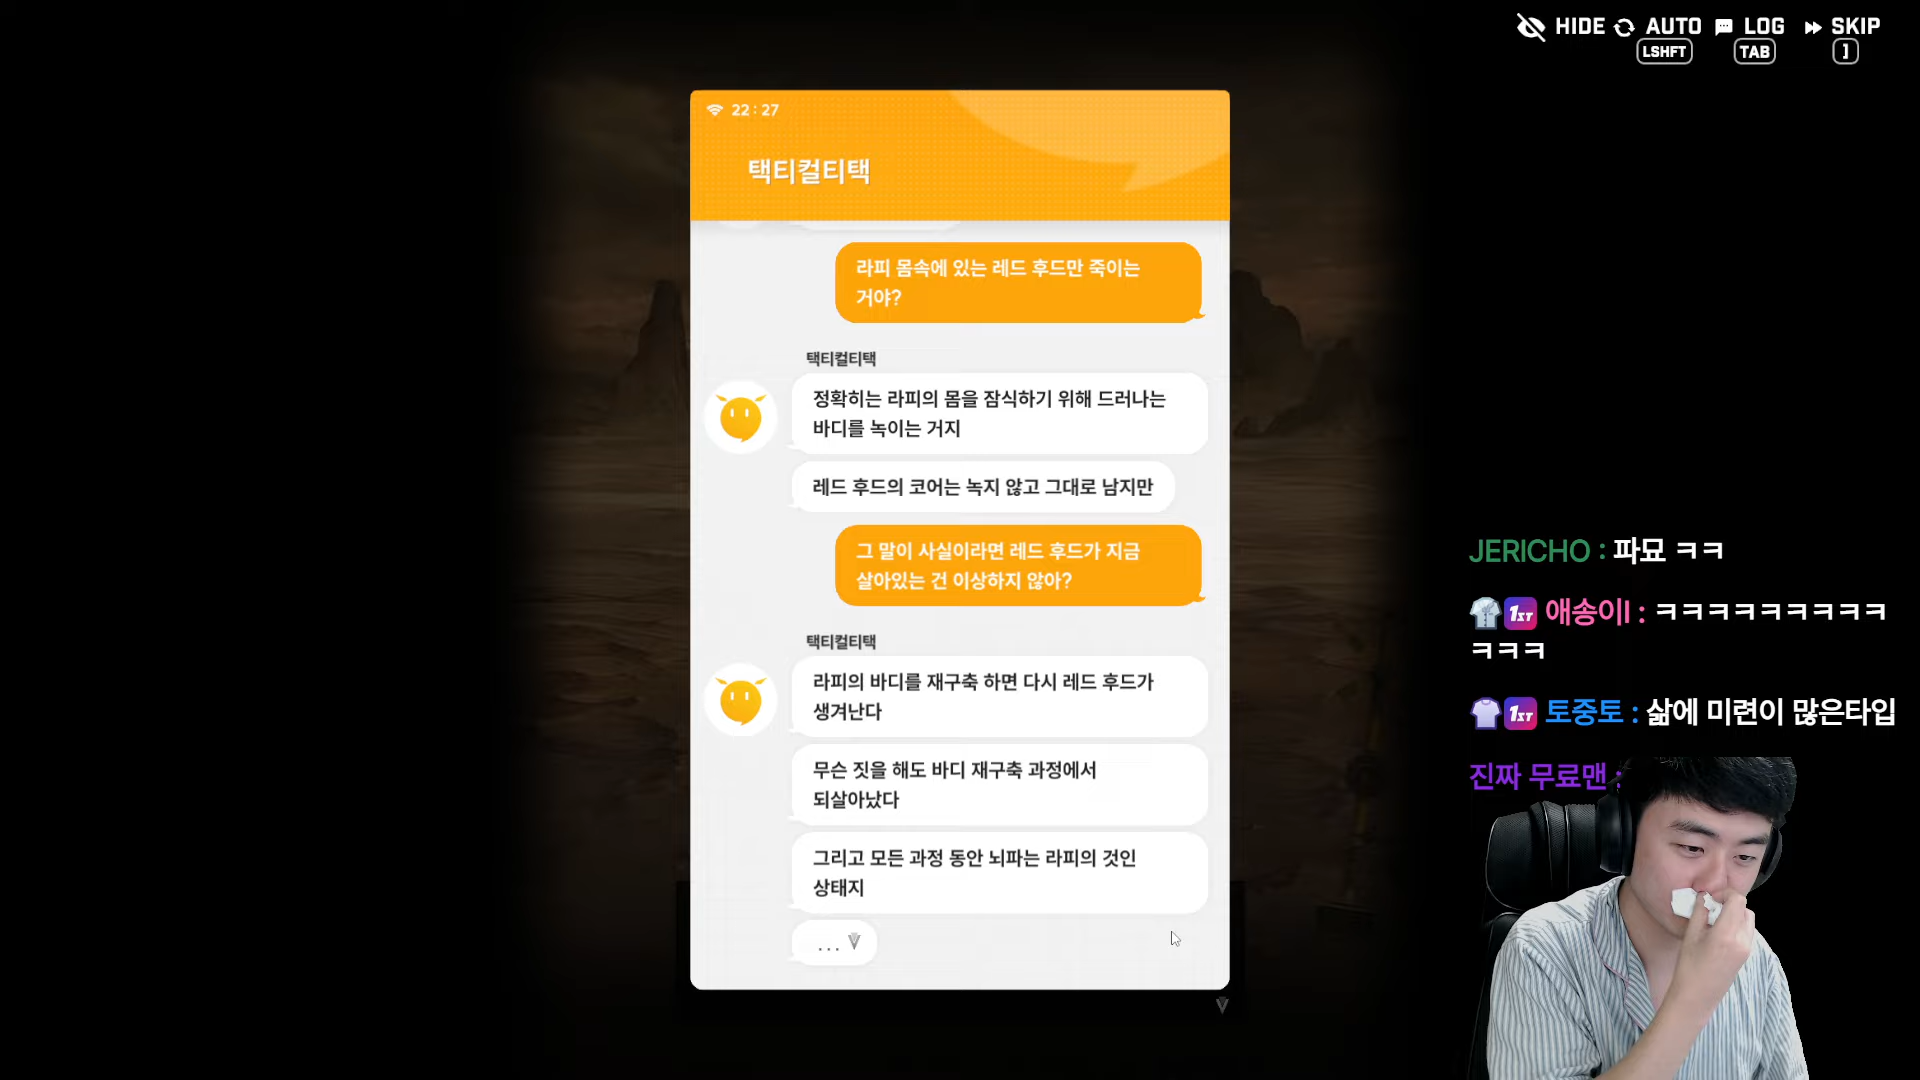 HIDE AUTO LOG SKIP
LSHFT TAB ]
22:27
택티컬티택
라피 몸속에 있는 레드 후드만 죽이는
거야?
택티컬티택
정확히는 라피의 몸을 잠식하기 위해 드러나는
바디를 녹이는 거지
레드 후드의 코어는 녹지 않고 그대로 남지만
그 말이 사실이라면 레드 후드가 지금
살아있는 건 이상하지 않아?
택티컬티택
라피의 바디를 재구축 하면 다시 레드 후드가
생겨난다
무슨 짓을 해도 바디 재구축 과정에서
되살아났다
그리고 모든 과정 동안 뇌파는 라피의 것인
상태지
...
JERICHO : 파묘 ㅋㅋ
1ST 애송이I : ㅋㅋㅋㅋㅋㅋㅋㅋㅋ
ㅋㅋㅋ
1ST 토중토 : 삶에 미련이 많은타입
진짜 무료맨 :